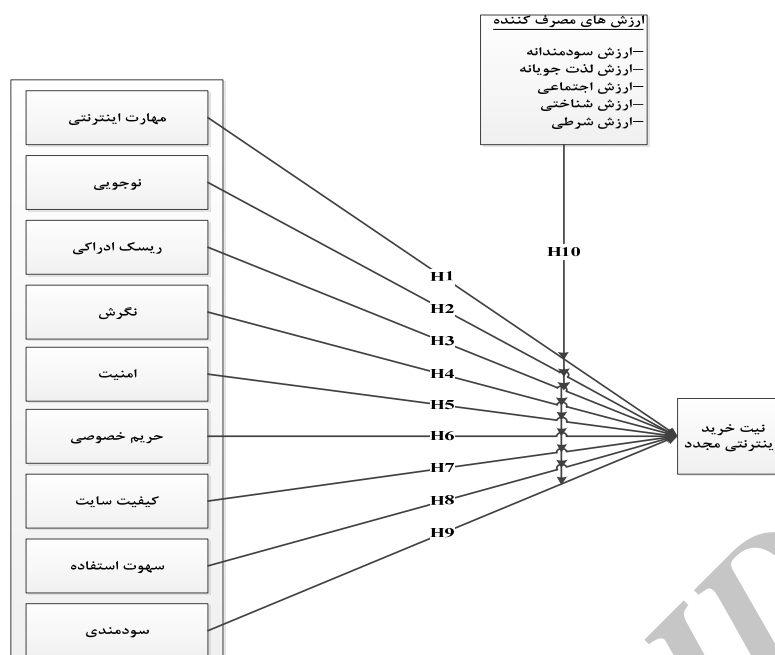 ارزش های مصرف کننده
–ارزش سودمندانه
–ارزش لذت جویانه
–ارزش اجتماعی
–ارزش شناختی
–ارزش شرطی
مهارت اینترنتی
نوجویی
ریسک ادراکی
نگرش
امنیت
حریم خصوصی
کیفیت سایت
سهوت استفاده
سودمندی
H10
H1
H2
H3
H4
H5
H6
H7
H8
H9
نیت خرید
ینترنتی مجدد